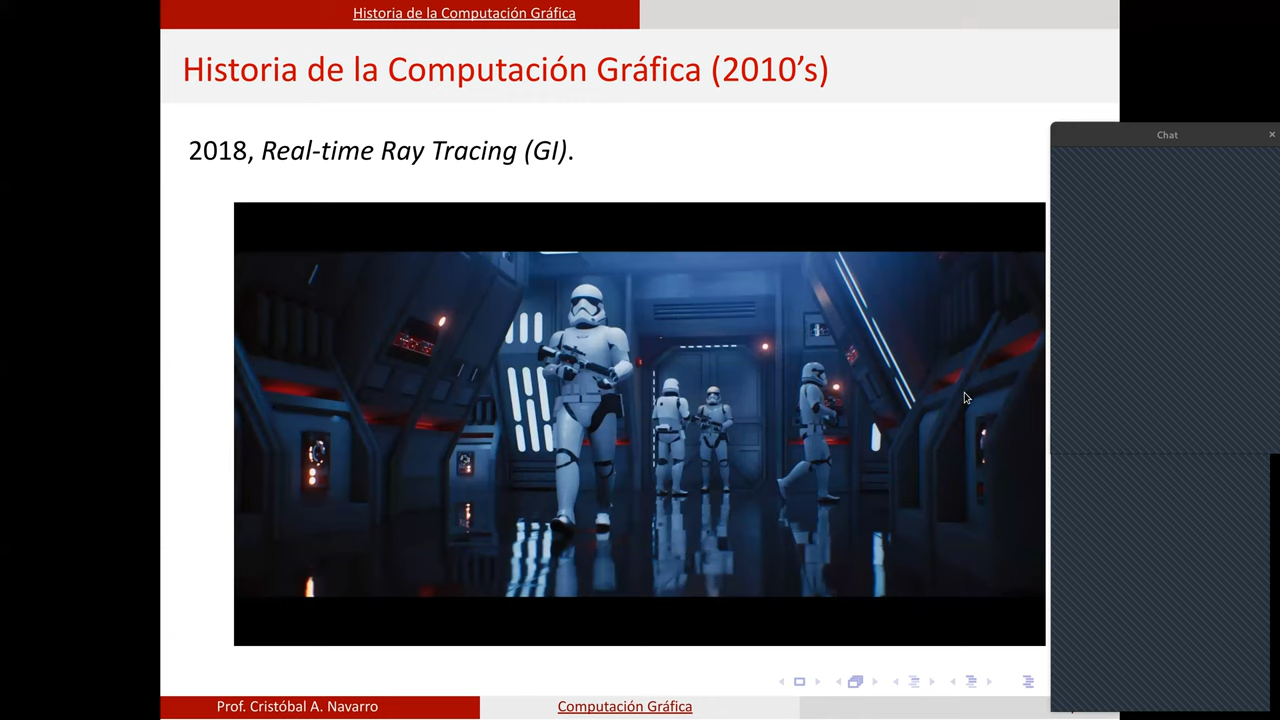 Historia de la Computación Gráfica
Historia de la Computación Gráfica (2010’s)
2018, Real-time Ray Tracing (GI).
Chat
Prof. Cristóbal A. Navarro
Computación Gráfica